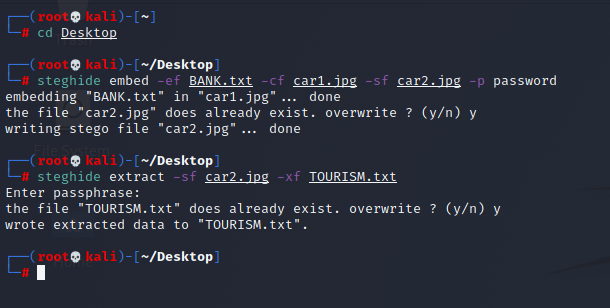 ┌──(root💀kali)-[~]
└─# cd Desktop
┌──(root💀kali)-[~/Desktop]
└─# steghide embed -ef BANK.txt -cf car1.jpg -sf car2.jpg -p password
embedding "BANK.txt" in "car1.jpg"... done
the file "car2.jpg" does already exist. overwrite ? (y/n) y
writing stego file "car2.jpg"... done
File System
┌──(root💀kali)-[~/Desktop]
└─# steghide extract -sf car2.jpg -xf TOURISM.txt
Enter passphrase:
the file "TOURISM.txt" does already exist. overwrite ? (y/n) y
wrote extracted data to "TOURISM.txt".
┌──(root💀kali)-[~/Desktop]
└─#